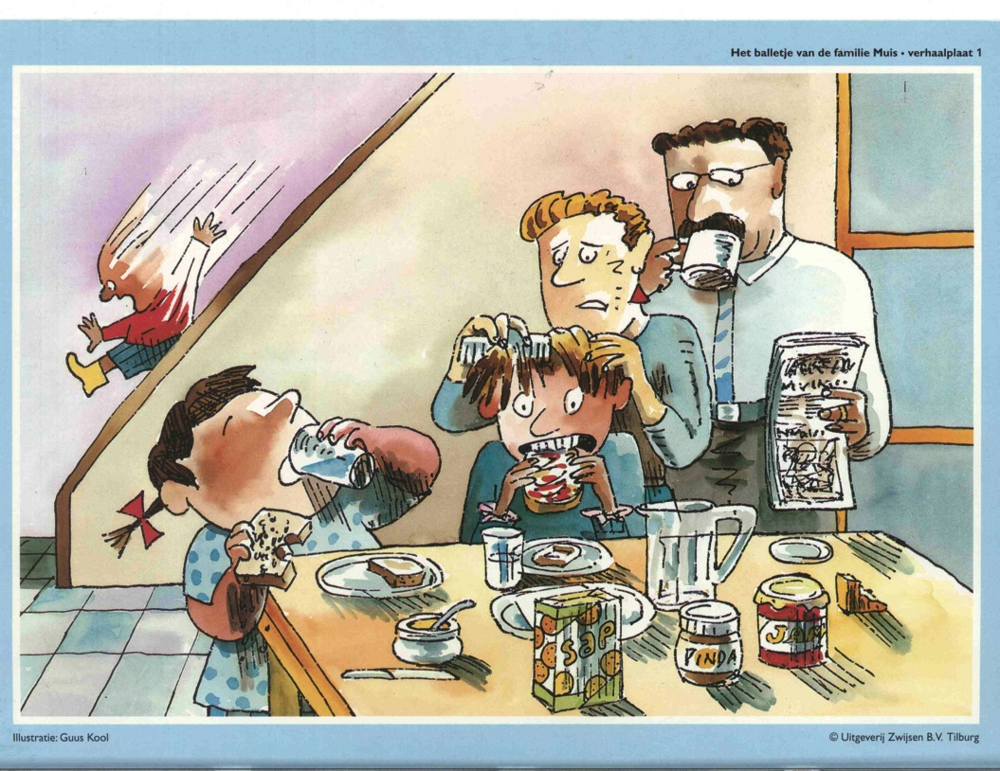 Het balletje van de familie Muis • verhaalplaat 1
sap
PINDA
JAM
Illustratie: Guus Kool
© Uitgeverij Zwijsen B.V. Tilburg